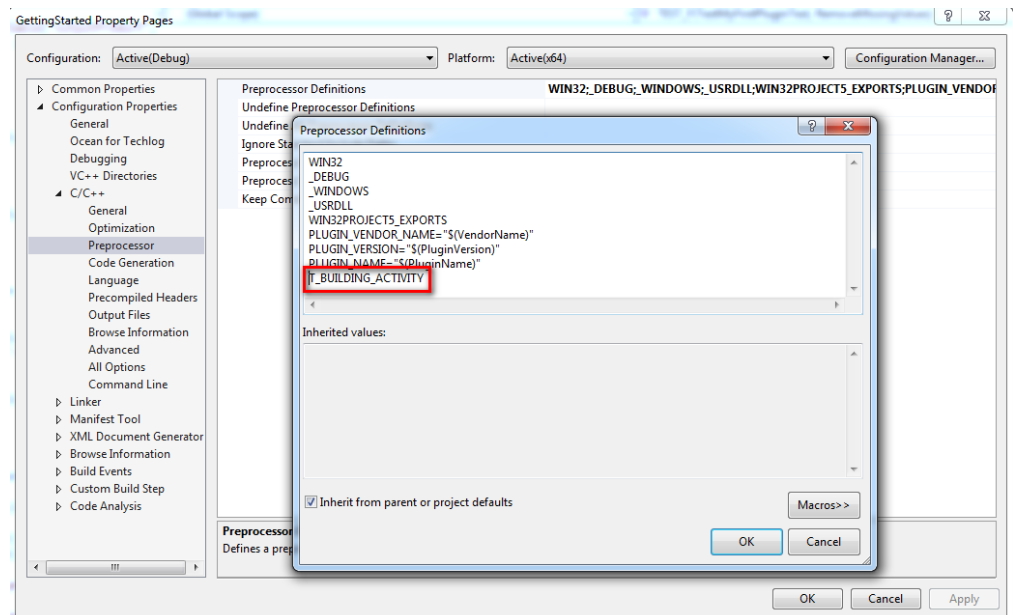 GettingStarted Property Pages
Configuration: Active(Debug) Platform: Active(x64) Configuration Manager...
Common Properties
Configuration Properties
General
Ocean for Techlog
Debugging
VC++ Directories
C/C++
General
Optimization
Preprocessor
Code Generation
Language
Precompiled Headers
Output Files
Browse Information
Advanced
All Options
Command Line
Linker
Manifest Tool
XML Document Generator
Browse Information
Build Events
Custom Build Step
Code Analysis
Preprocessor Definitions WIN32;_DEBUG;_WINDOWS;_USRDLL;WIN32PROJECT5_EXPORTS;PLUGIN_VENDOR
Undefine Preprocessor Definitions
Undefine
Ignore Sta
Preproces
Preproces
Keep Com
Preprocessor Definitions
WIN32
_DEBUG
_WINDOWS
_USRDLL
WIN32PROJECT5_EXPORTS
PLUGIN_VENDOR_NAME="$(VendorName)"
PLUGIN_VERSION="$(PluginVersion)"
PLUGIN_NAME="$(PluginName)"
T_BUILDING_ACTIVITY
Inherited values:
Inherit from parent or project defaults
Macros>>
OK Cancel
Preprocessor
Defines a prep
OK Cancel Apply